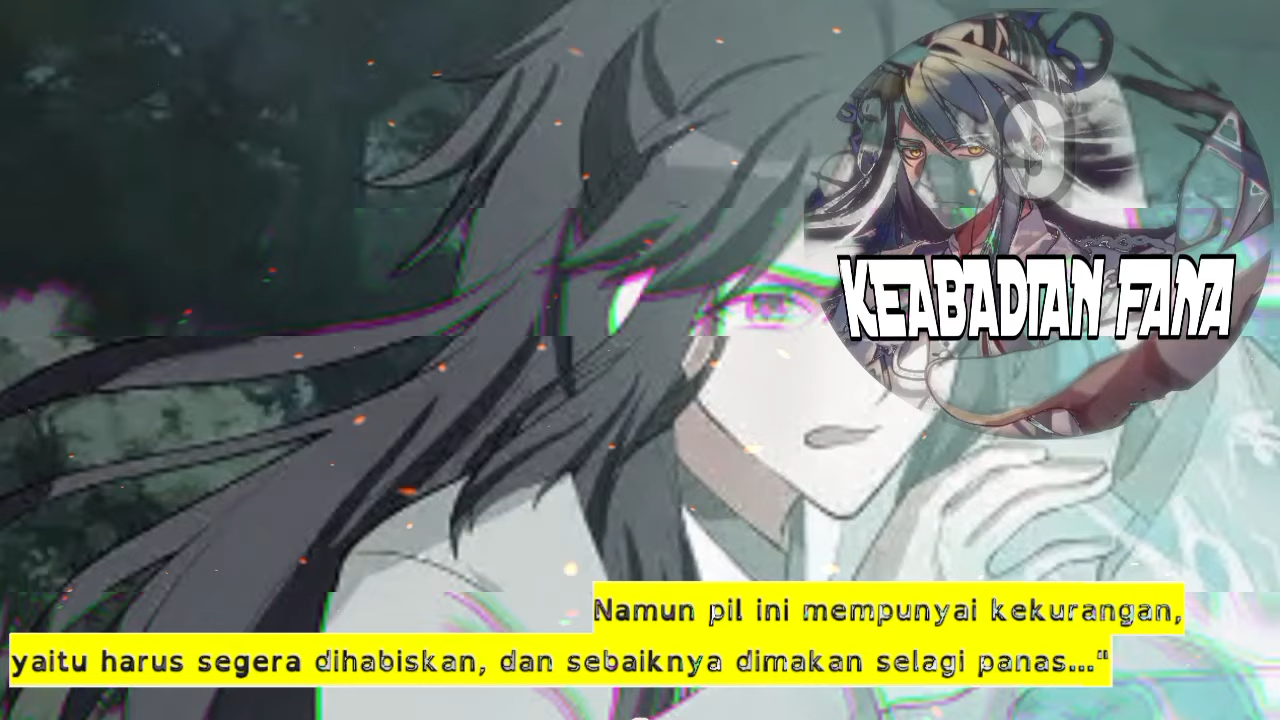 KEABADIAN FANA
Namun pil ini mempunyai kekurangan,
yaitu harus segera dihabiskan, dan sebaiknya dimakan selagi panas..."